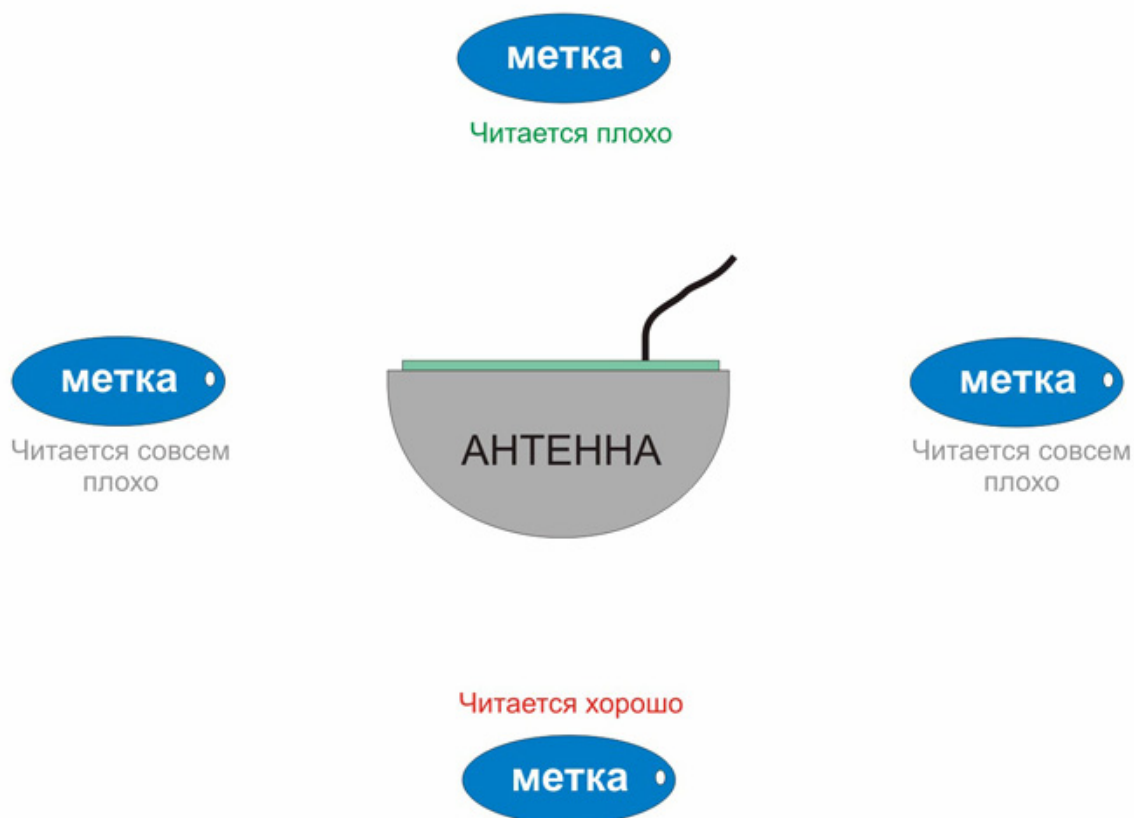 метка
Читается плохо
метка
Читается совсем
плохо
АНТЕННА
метка
Читается совсем
плохо
Читается хорошо
метка